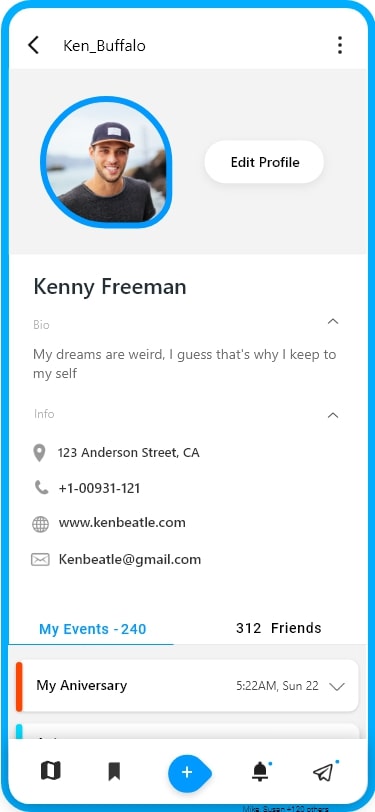 Ken_Buffalo
Edit Profile
Kenny Freeman
Bio
My dreams are weird, I guess that's why I keep to
my self
Info
123 Anderson Street, CA
+1-00931-121
www.kenbeatle.com
Kenbeatle@gmail.com
My Events - 240
312 Friends
My Aniversary
5:22AM, Sun 22
Mike, Susan +120 others